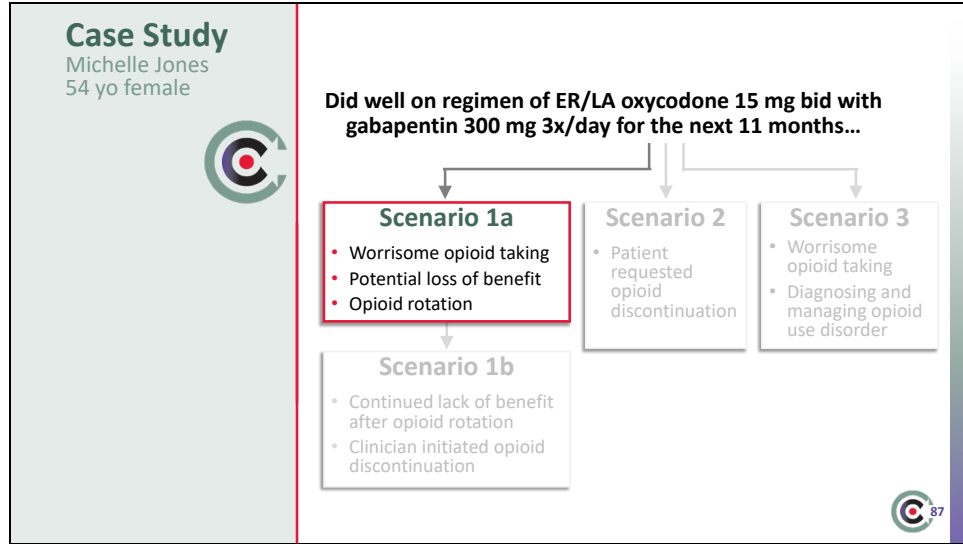 Case Study
Michelle Jones
54 yo female
Did well on regimen of ER/LA oxycodone 15 mg bid with
gabapentin 300 mg 3x/day for the next 11 months…
Scenario 1a
• Worrisome opioid taking
• Potential loss of benefit
• Opioid rotation
Scenario 2
• Patient
requested
opioid
discontinuation
Scenario 3
• Worrisome
opioid taking
• Diagnosing and
managing opioid
use disorder
Scenario 1b
• Continued lack of benefit
after opioid rotation
• Clinician initiated opioid
discontinuation
87